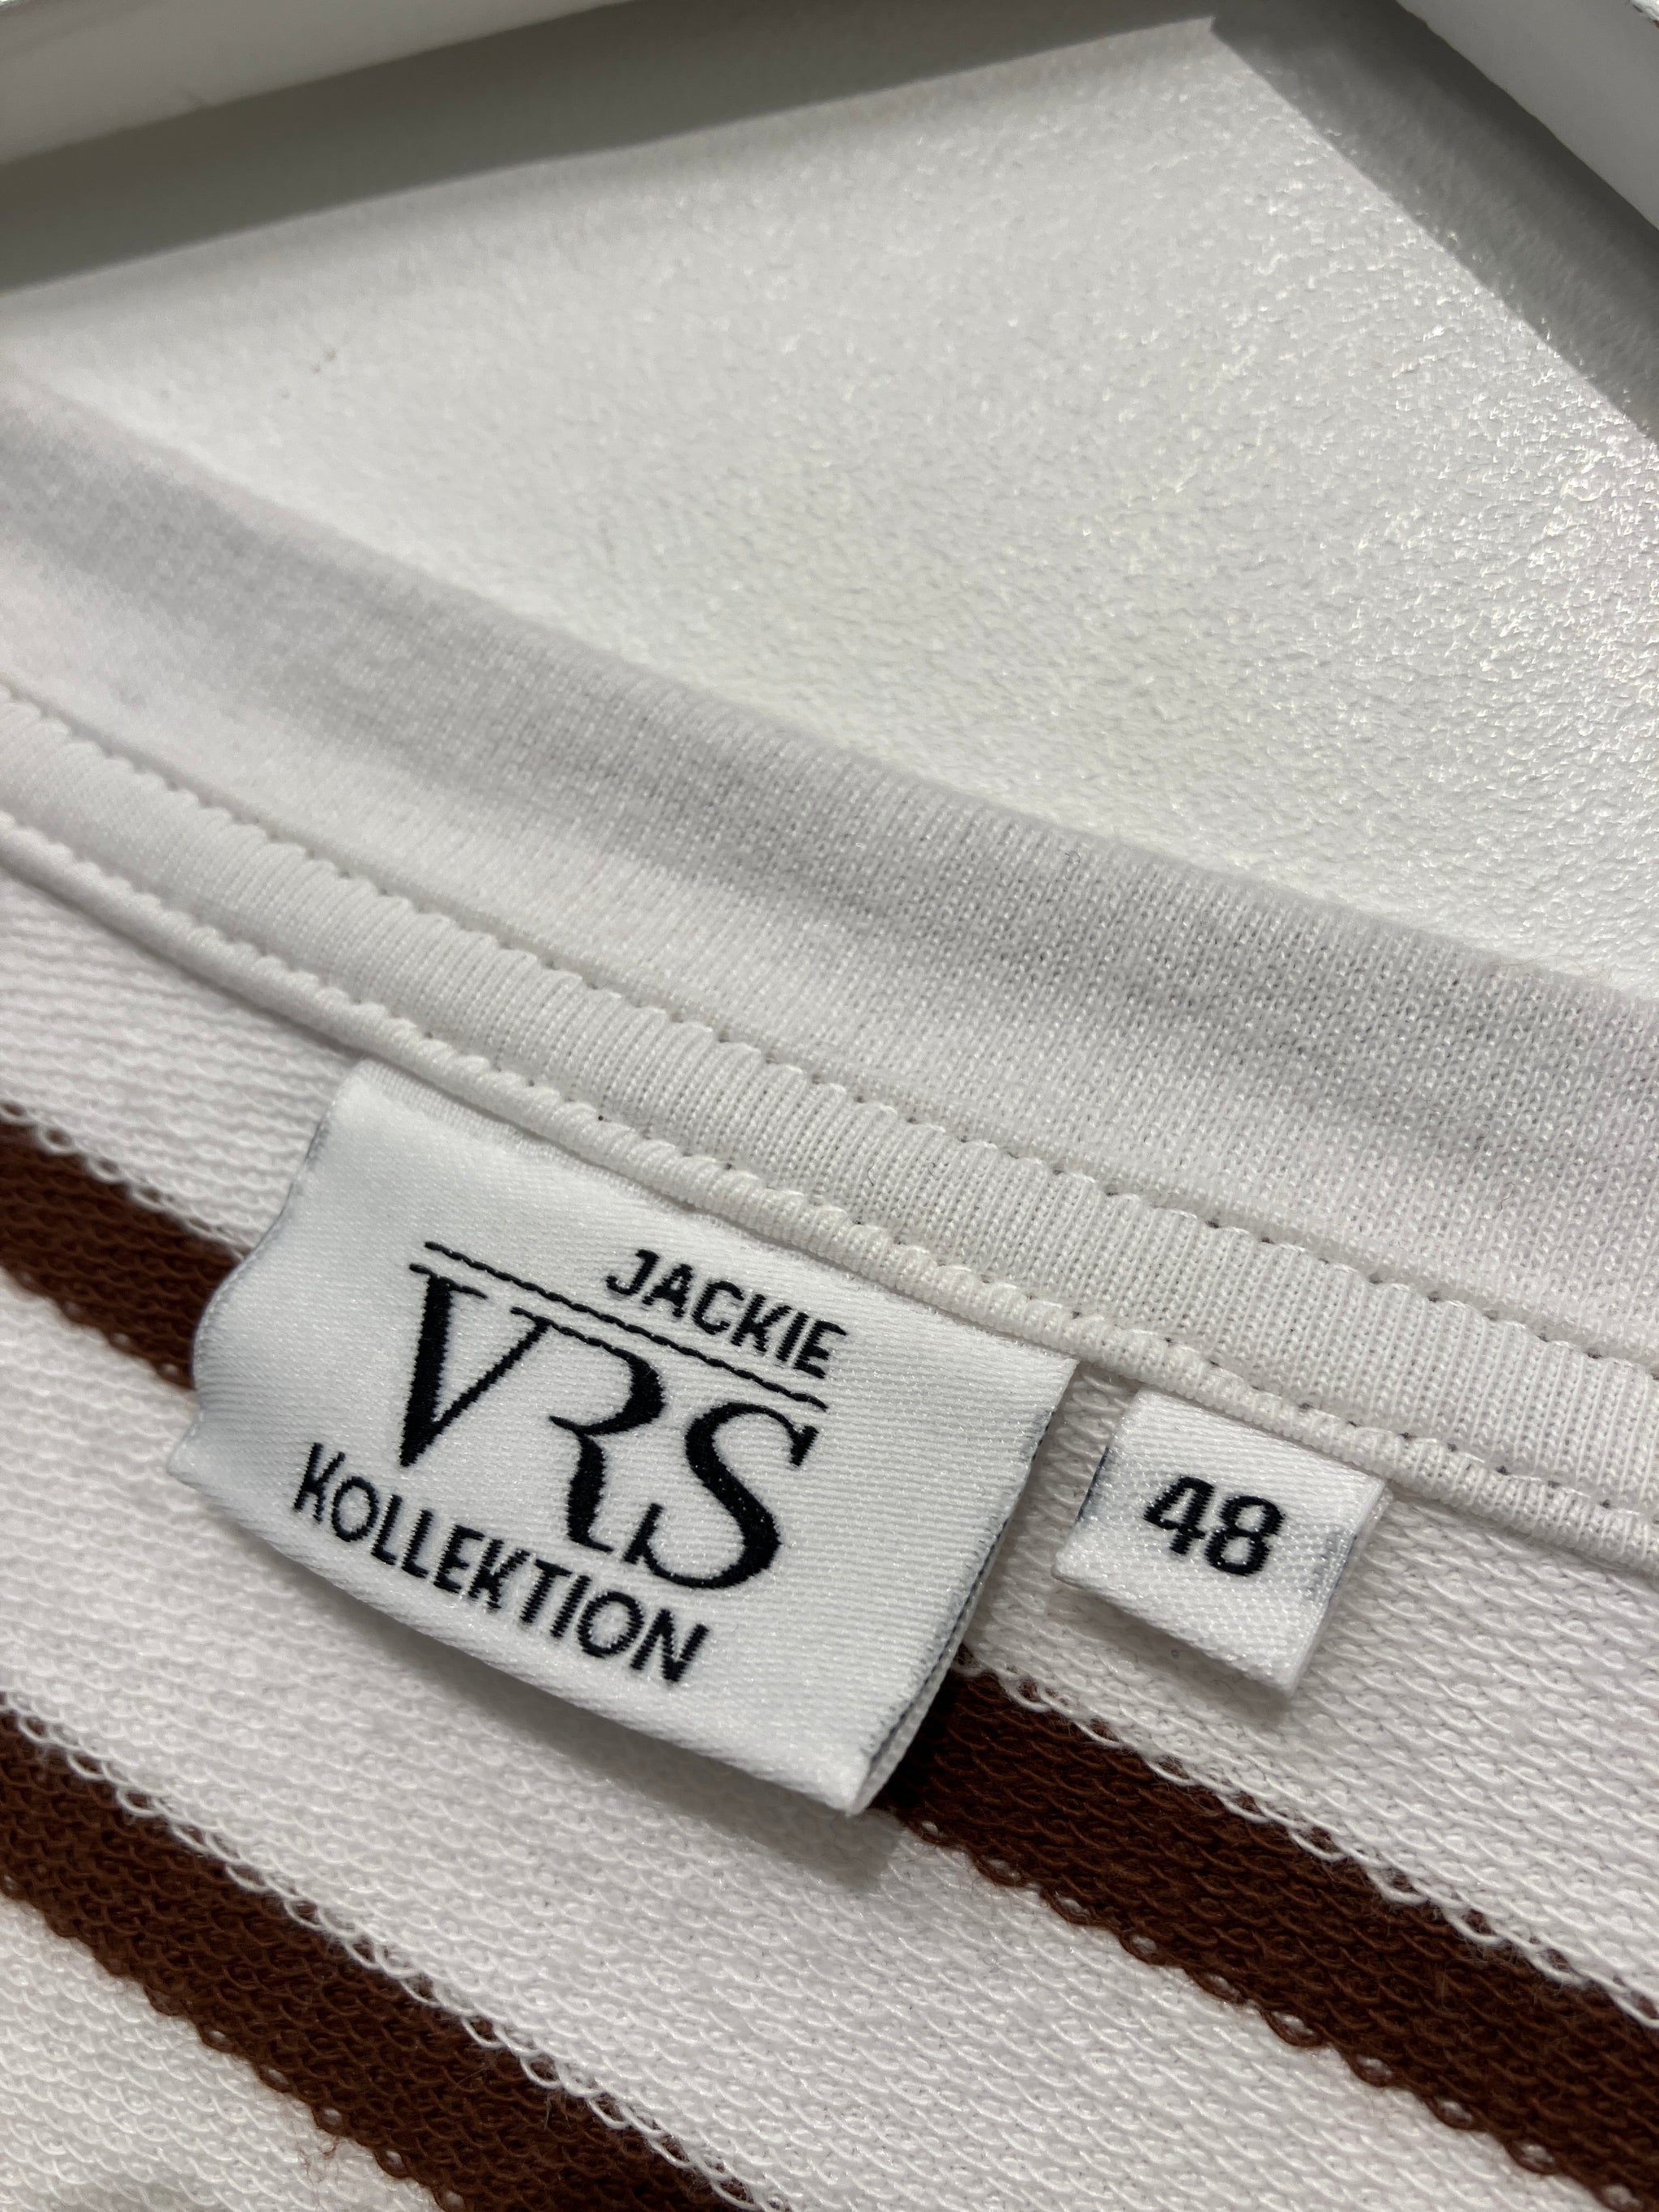 JACKIE
VRS
KOLLEKTION
48